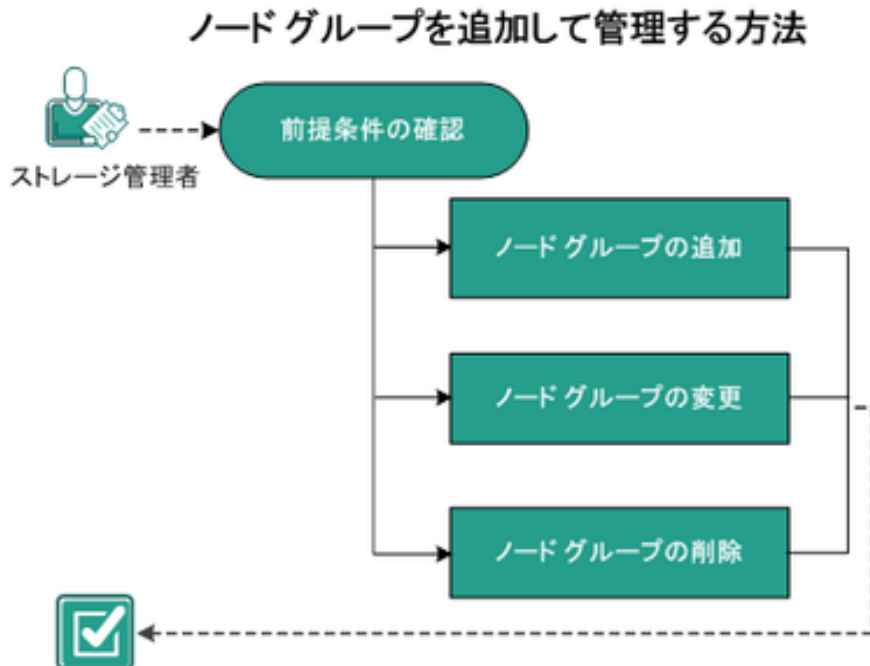 ノード グループを追加して管理する方法
前提条件の確認
ストレージ管理者
ノード グループの追加
ノード グループの変更
ノード グループの削除